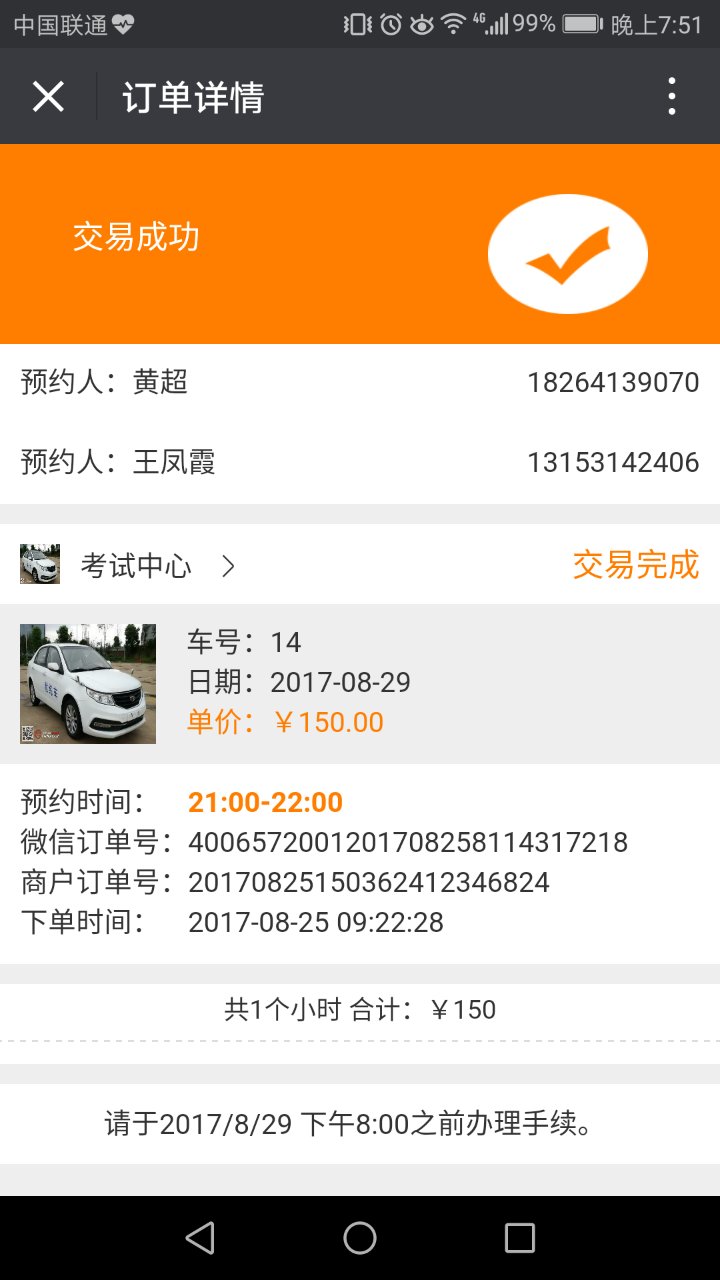 中国联通
4G 99% 晚上7:51
订单详情
交易成功
预约人：黄超 18264139070
预约人：王凤霞 13153142406
考试中心 交易完成
车号：14
日期：2017-08-29
单价：￥150.00
预约时间： 21:00-22:00
微信订单号：4006572001201708258114317218
商户订单号：20170825150362412346824
下单时间： 2017-08-25 09:22:28
共1个小时 合计：￥150
请于2017/8/29 下午8:00之前办理手续。